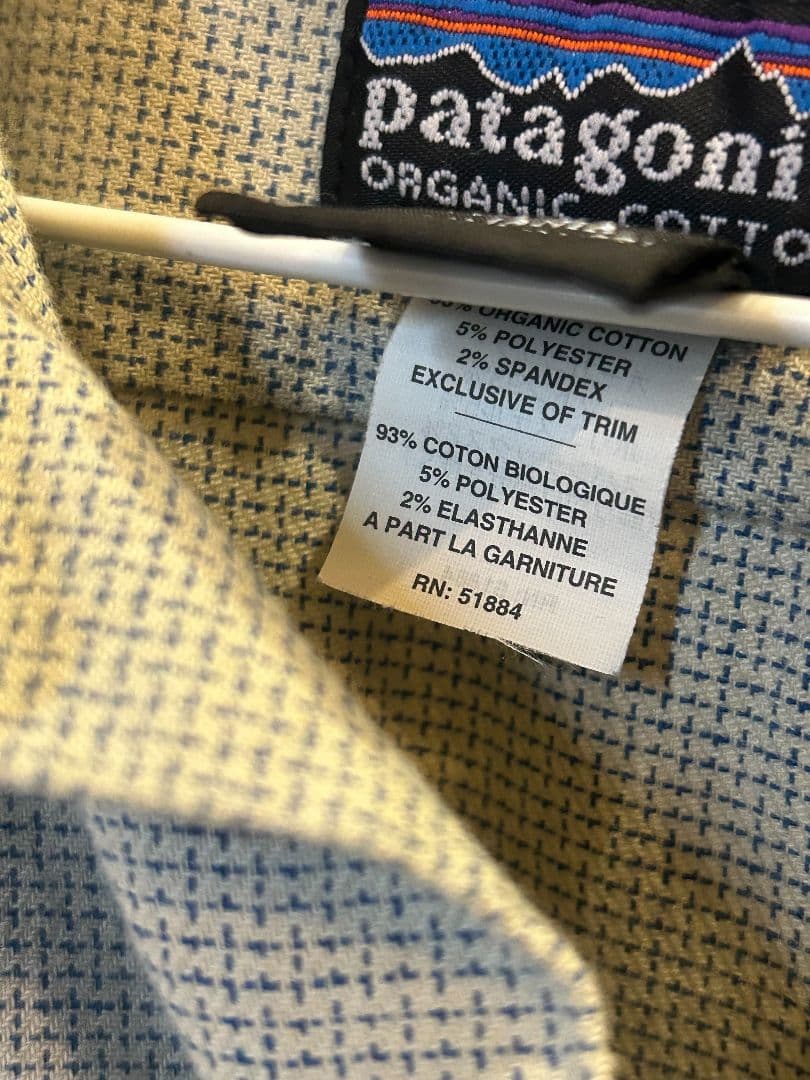 patagoni
ORGANIC COTTO
ORGANIC COTTON
5% POLYESTER
2% SPANDEX
EXCLUSIVE OF TRIM
93% COTON BIOLOGIQUE
5% POLYESTER
2% ELASTHANNE
A PART LA GARNITURE
RN: 51884